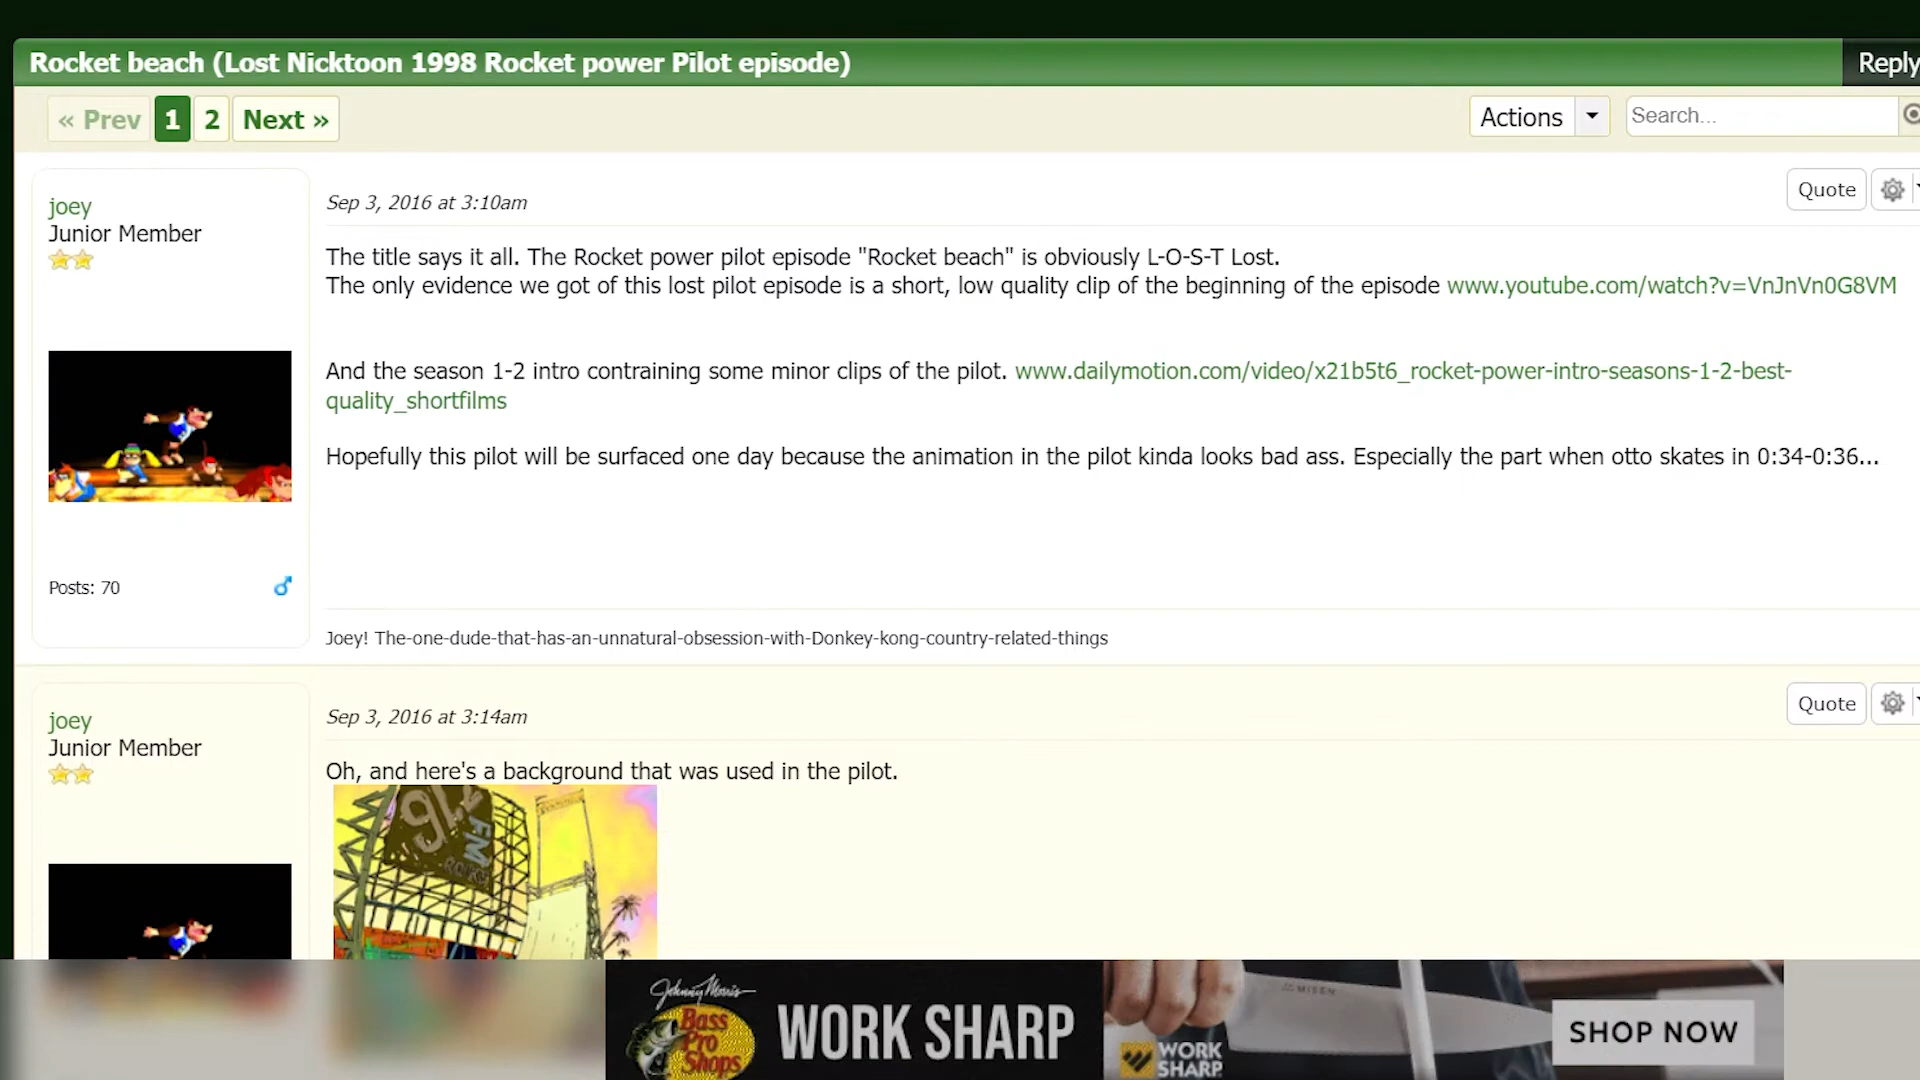 Rocket beach (Lost Nicktoon 1998 Rocket power Pilot episode)
Reply
« Prev 1 2 Next »
Actions
Search...
joey
Junior Member
Sep 3, 2016 at 3:10am
Quote
The title says it all. The Rocket power pilot episode "Rocket beach" is obviously L-O-S-T Lost.
The only evidence we got of this lost pilot episode is a short, low quality clip of the beginning of the episode www.youtube.com/watch?v=VnJnVn0G8VM
And the season 1-2 intro contraining some minor clips of the pilot. www.dailymotion.com/video/x21b5t6_rocket-power-intro-seasons-1-2-best-
quality_shortfilms
Hopefully this pilot will be surfaced one day because the animation in the pilot kinda looks bad ass. Especially the part when otto skates in 0:34-0:36...
Posts: 70
Joey! The-one-dude-that-has-an-unnatural-obsession-with-Donkey-kong-country-related-things
joey
Junior Member
Sep 3, 2016 at 3:14am
Quote
Oh, and here's a background that was used in the pilot.
FM
Johnny Morris
Bass
Pro
Shops
WORK SHARP
MISEN
WORK
SHARP
SHOP NOW